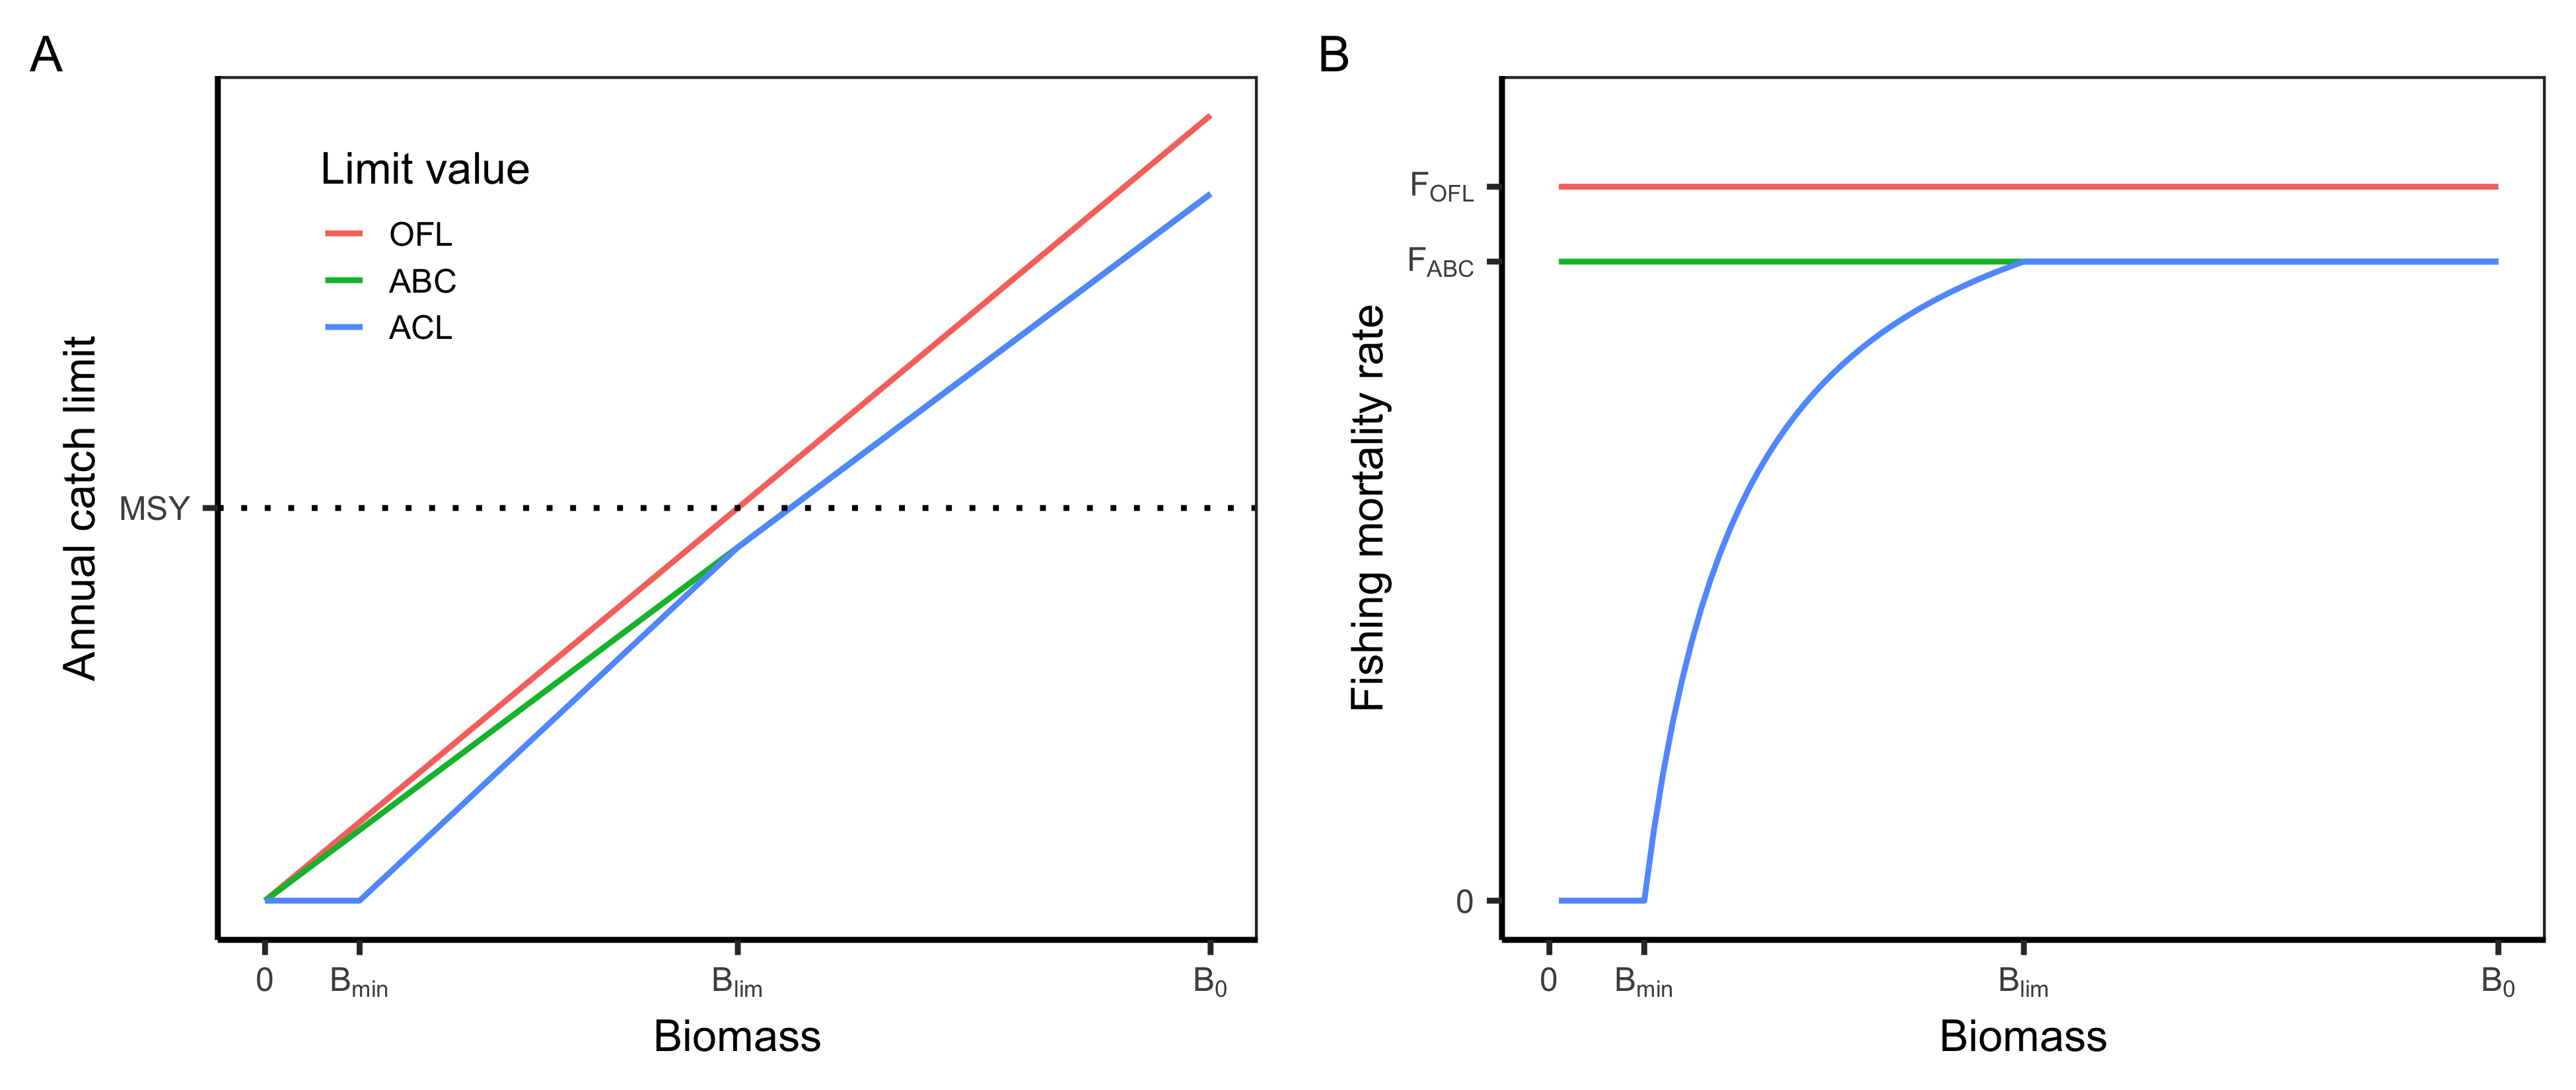 A
Limit value
OFL
ABC
ACL
Annual catch limit
MSY
0 Bmin Blim B0
Biomass
B
FOFL
FABC
Fishing mortality rate
0
0 Bmin Blim B0
Biomass